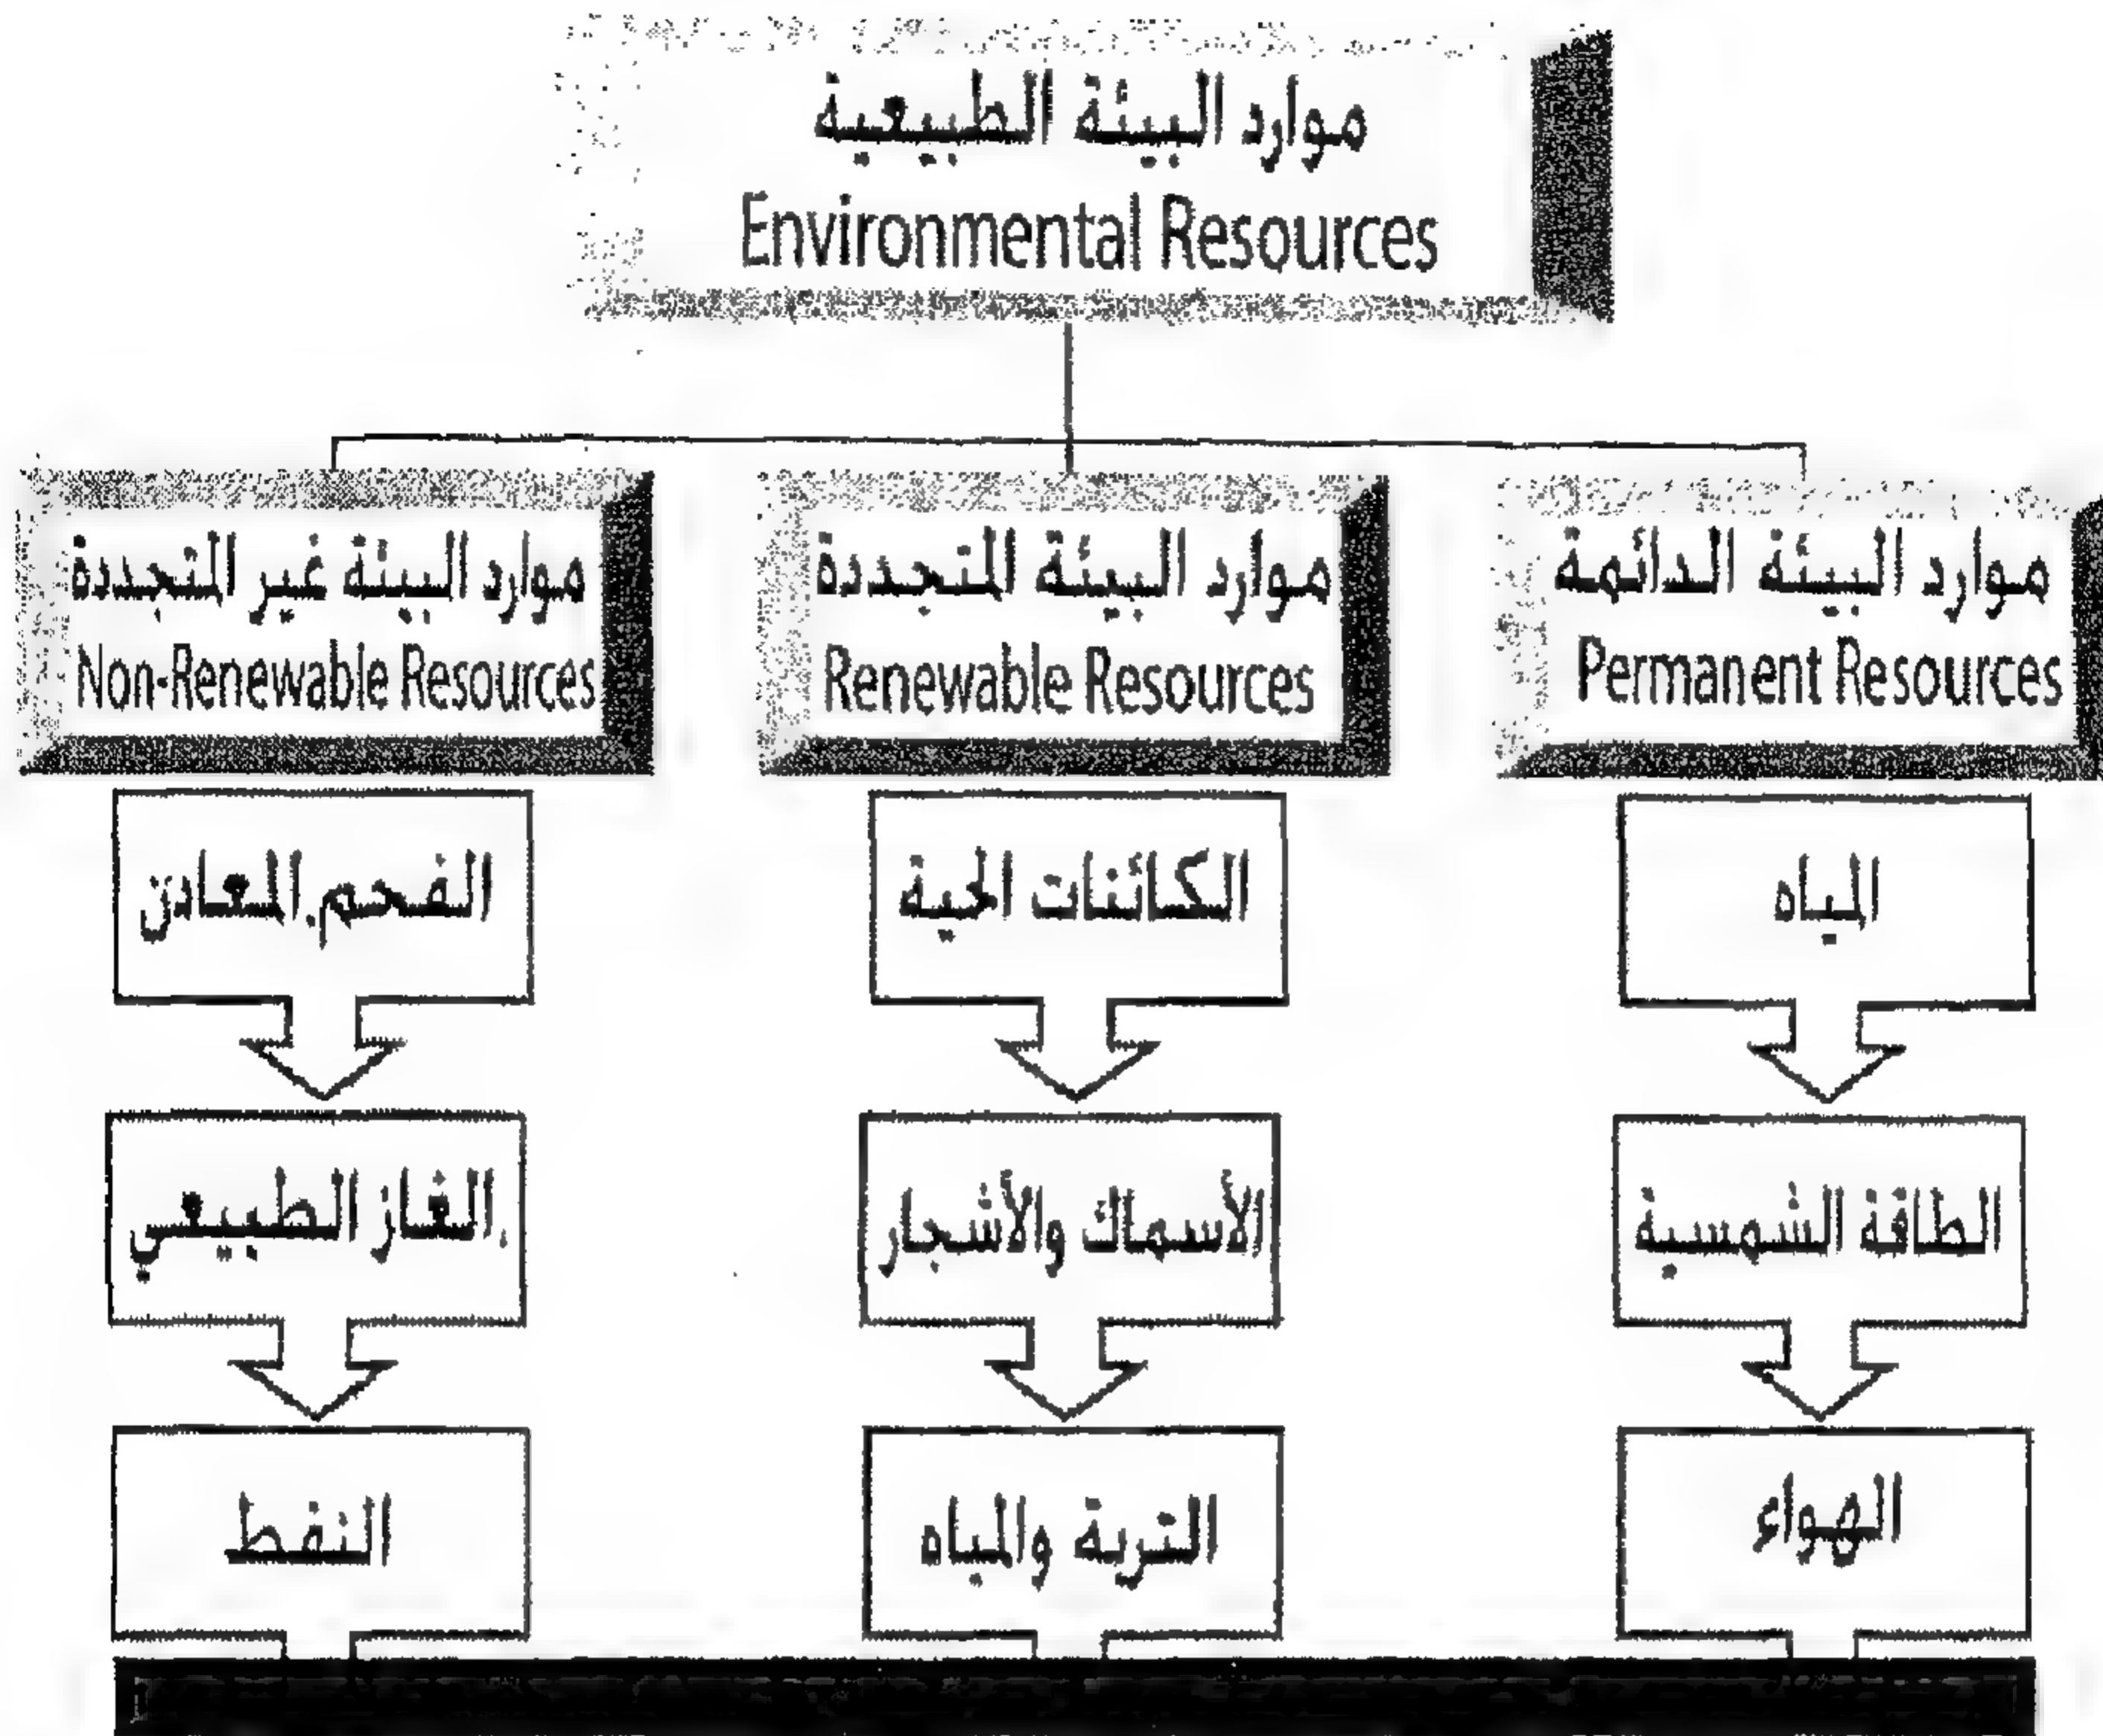 موارد البيئة الطبيعية
Environmental Resources
موارد البيئة الدائمة
Permanent Resources
المياه
الطاقة الشمسية
الهواء
موارد البيئة المتجددة
Renewable Resources
الكائنات الحية
الأسماك والأشجار
التربة والمياه
موارد البيئة غير المتجددة
Non-Renewable Resources
الفحم.المعادن
.الغاز الطبيعي
النفط